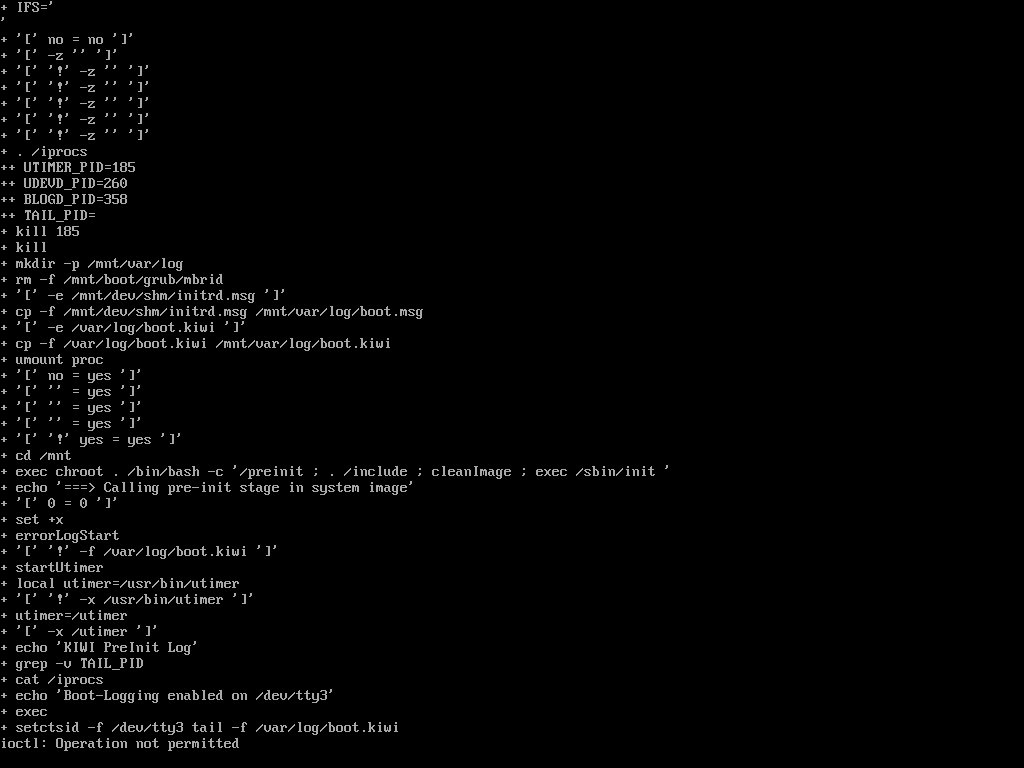 + IFS='
'
+ '[' no = no ']'
+ '[' -z '' ']'
+ '[' '!' -z '' ']'
+ '[' '!' -z '' ']'
+ '[' '!' -z '' ']'
+ '[' '!' -z '' ']'
+ '[' '!' -z '' ']'
+ . /iprocs
++ UTIMER_PID=185
++ UDEVD_PID=260
++ BLOGD_PID=358
++ TAIL_PID=
+ kill 185
+ kill
+ mkdir -p /mnt/var/log
+ rm -f /mnt/boot/grub/mbrid
+ '[' -e /mnt/dev/shm/initrd.msg ']'
+ cp -f /mnt/dev/shm/initrd.msg /mnt/var/log/boot.msg
+ '[' -e /var/log/boot.kiwi ']'
+ cp -f /var/log/boot.kiwi /mnt/var/log/boot.kiwi
+ umount proc
+ '[' no = yes ']'
+ '[' '' = yes ']'
+ '[' '' = yes ']'
+ '[' '' = yes ']'
+ '[' '!' yes = yes ']'
+ cd /mnt
+ exec chroot . /bin/bash -c '/preinit ; . /include ; cleanImage ; exec /sbin/init '
+ echo '===> Calling pre-init stage in system image'
+ '[' 0 = 0 ']'
+ set +x
+ errorLogStart
+ '[' '!' -f /var/log/boot.kiwi ']'
+ startUtimer
+ local utimer=/usr/bin/utimer
+ '[' '!' -x /usr/bin/utimer ']'
+ utimer=/utimer
+ '[' -x /utimer ']'
+ echo 'KIWI PreInit Log'
+ grep -v TAIL_PID
+ cat /iprocs
+ echo 'Boot-Logging enabled on /dev/tty3'
+ exec
+ setctsid -f /dev/tty3 tail -f /var/log/boot.kiwi
ioctl: Operation not permitted